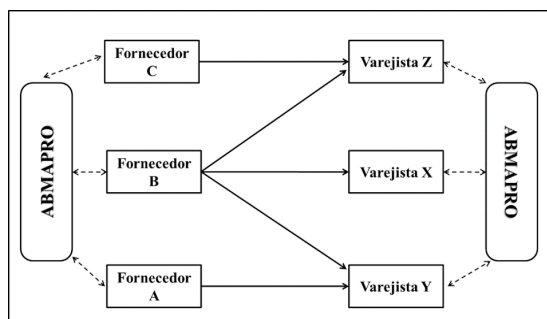 Fornecedor
C
Varejista Z
ABMAPRO
Fornecedor
B
Varejista X
ABMAPRO
Fornecedor
A
Varejista Y